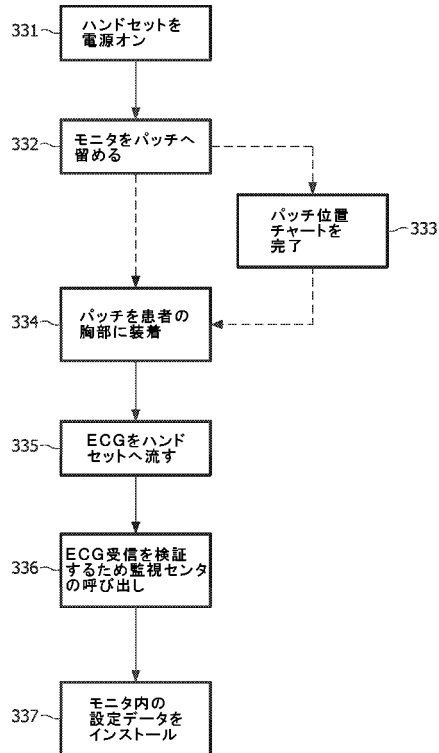 331
ハンドセットを
電源オン
332
モニタをパッチへ
留める
パッチ位置
チャートを
完了
333
334
パッチを患者の
胸部に装着
335
ECGをハンド
セットへ流す
336
ECG受信を検証
するため監視センタ
の呼び出し
337
モニタ内の
設定データを
インストール